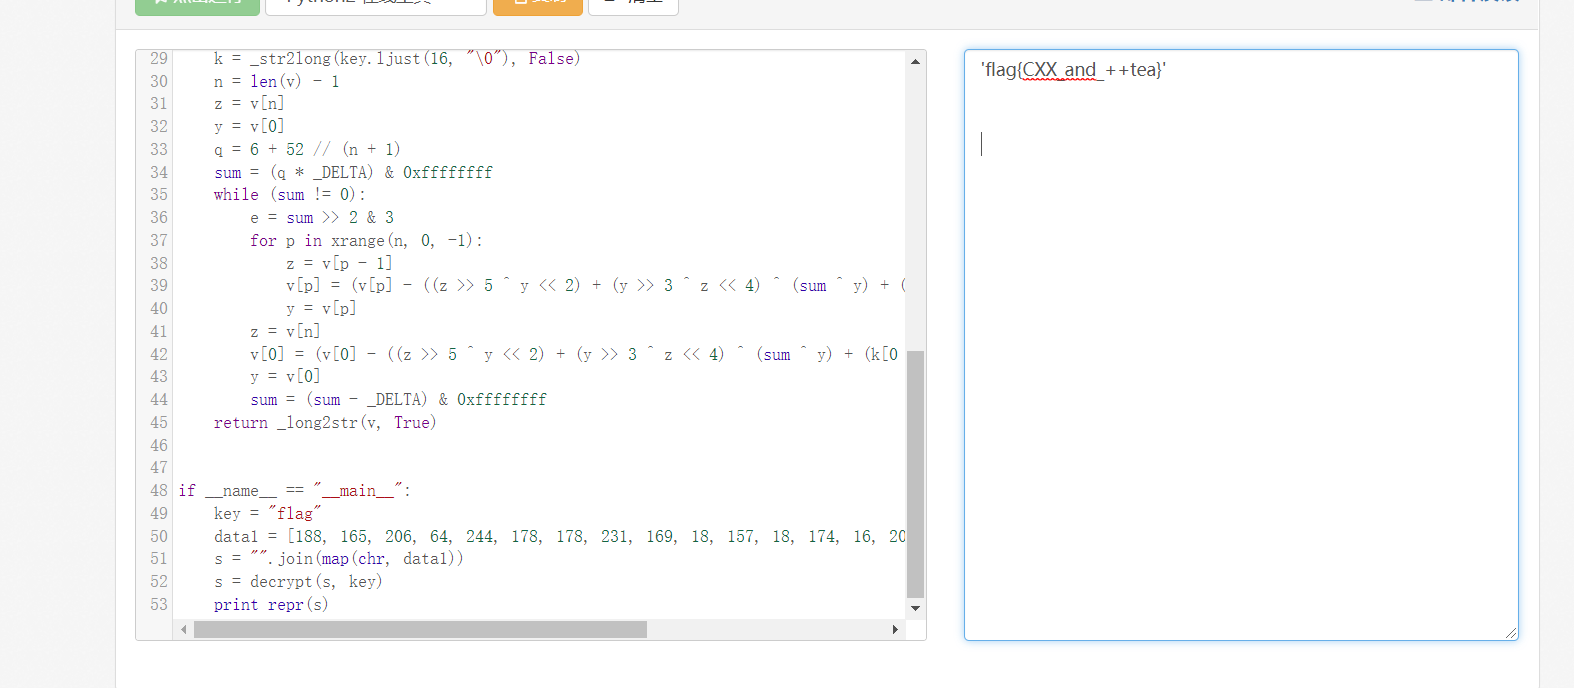 29 k = _str2long(key.ljust(16, "\0"), False)
30 n = len(v) - 1
31 z = v[n]
32 y = v[0]
33 q = 6 + 52 // (n + 1)
34 sum = (q * _DELTA) & 0xffffffff
35 while (sum != 0):
36 e = sum >> 2 & 3
37 for p in xrange(n, 0, -1):
38 z = v[p - 1]
39 v[p] = (v[p] - ((z >> 5 ^ y << 2) + (y >> 3 ^ z << 4) ^ (sum ^ y) + (
40 y = v[p]
41 z = v[n]
42 v[0] = (v[0] - ((z >> 5 ^ y << 2) + (y >> 3 ^ z << 4) ^ (sum ^ y) + (k[0
43 y = v[0]
44 sum = (sum - _DELTA) & 0xffffffff
45 return _long2str(v, True)
46
47
48 if __name__ == "__main__":
49 key = "flag"
50 data1 = [188, 165, 206, 64, 244, 178, 178, 231, 169, 18, 157, 18, 174, 16, 20
51 s = "".join(map(chr, data1))
52 s = decrypt(s, key)
53 print repr(s)
'flag{CXX_and_++tea}'